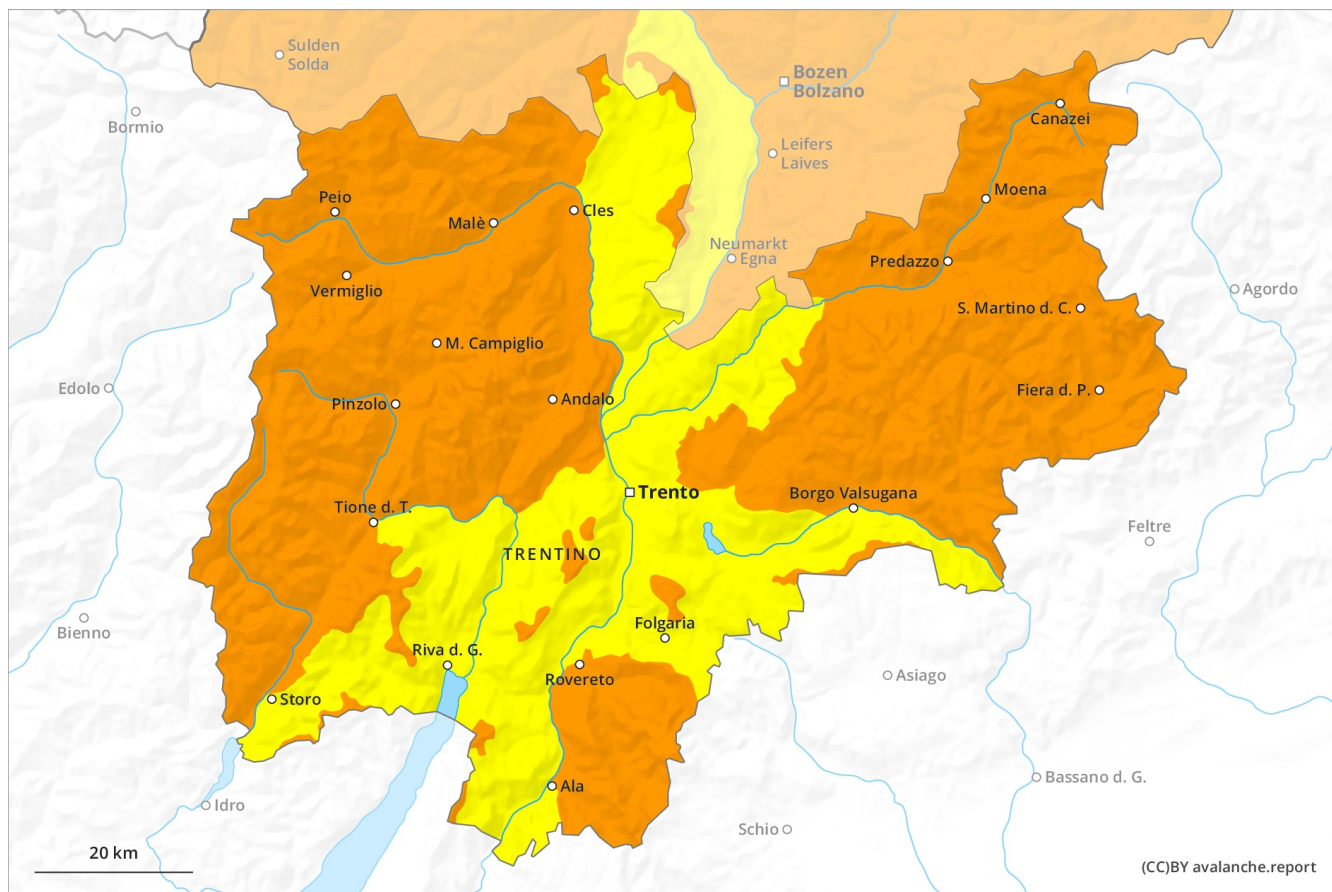 Sulden
Solda
Bozen
Bolzano
Canazei
Bormio
Leifers
Laives
Moena
Peio
Malè
Cles
Neumarkt
Egna
Predazzo
Vermiglio
Agordo
S. Martino d. C.
M. Campiglio
Edolo
Pinzolo
Andalo
Fiera d. P.
Trento
Borgo Valsugana
Tione d. T.
Feltre
TRENTINO
Bienno
Folgaria
Riva d. G.
Rovereto
Asiago
Storo
Bassano d. G.
Ala
Idro
Schio
20 km
(CC)BY avalanche.report